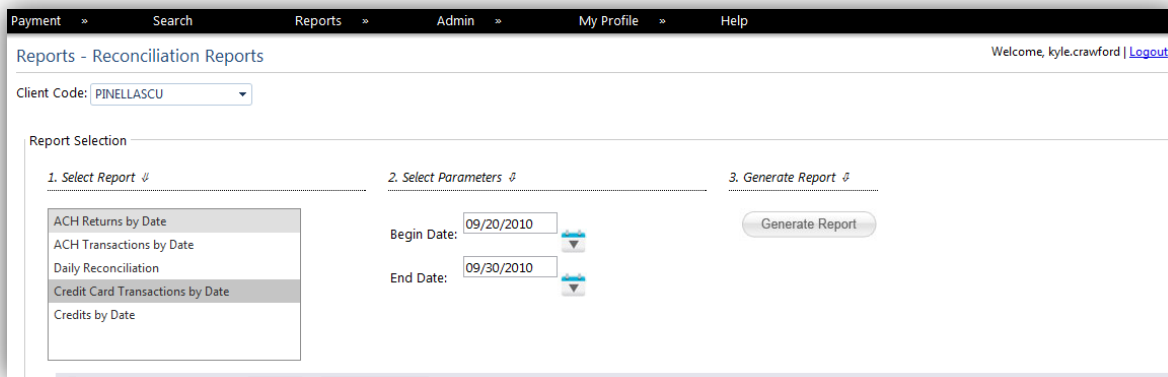 Payment » Search Reports » Admin » My Profile » Help
Reports - Reconciliation Reports
Welcome, kyle.crawford | Logout
Client Code: PINELLASCU
Report Selection
1. Select Report ⇩
2. Select Parameters ⇩
3. Generate Report ⇩
ACH Returns by Date
ACH Transactions by Date
Daily Reconciliation
Credit Card Transactions by Date
Credits by Date
Begin Date: 09/20/2010
End Date: 09/30/2010
Generate Report